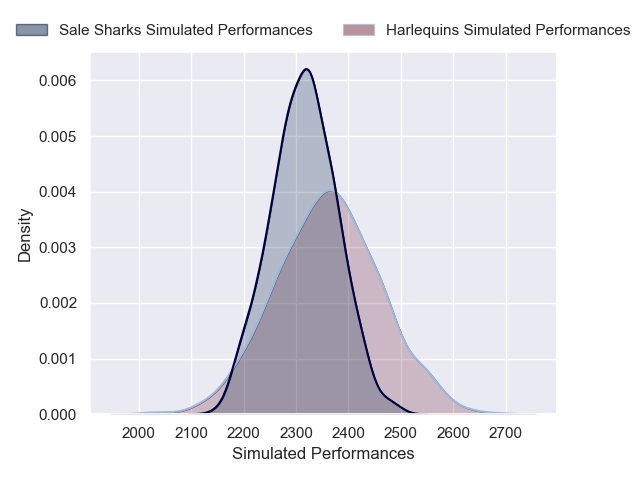 Sale Sharks Simulated Performances Harlequins Simulated Performances
0.006
0.005
0.004
0.003
0.002
0.001
0.000
Density
2000 2100 2200 2300 2400 2500 2600 2700
Simulated Performances